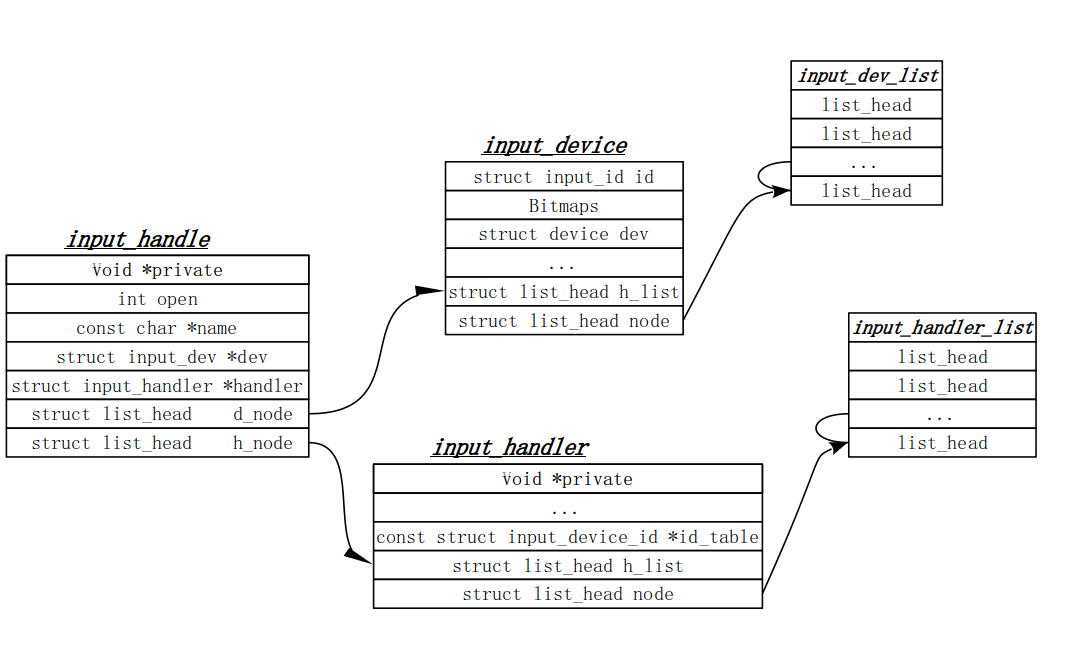 input_dev_list
list_head
list_head
...
list_head
input_device
struct input_id id
Bitmaps
struct device dev
...
struct list_head h_list
struct list_head node
input_handle
Void *private
int open
const char *name
struct input_dev *dev
struct input_handler *handler
struct list_head d_node
struct list_head h_node
input_handler_list
list_head
list_head
...
list_head
input_handler
Void *private
...
const struct input_device_id *id_table
struct list_head h_list
struct list_head node